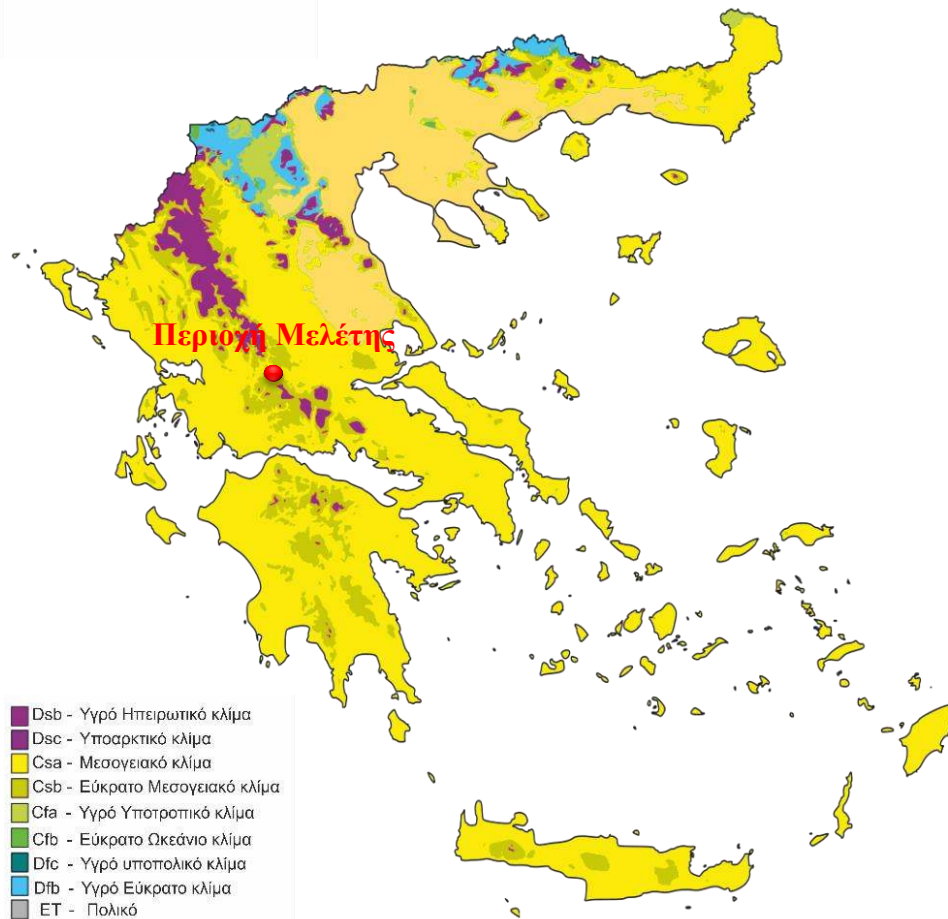 Περιοχή Μελέτης
Dsb - Υγρό Ηπειρωτικό κλίμα
Dsc - Υποαρκτικό κλίμα
Csa - Μεσογειακό κλίμα
Csb - Εύκρατο Μεσογειακό κλίμα
Cfa - Υγρό Υποτροπικό κλίμα
Cfb - Εύκρατο Ωκεάνιο κλίμα
Dfc - Υγρό υποπολικό κλίμα
Dfb - Υγρό Εύκρατο κλίμα
ET - Πολικό